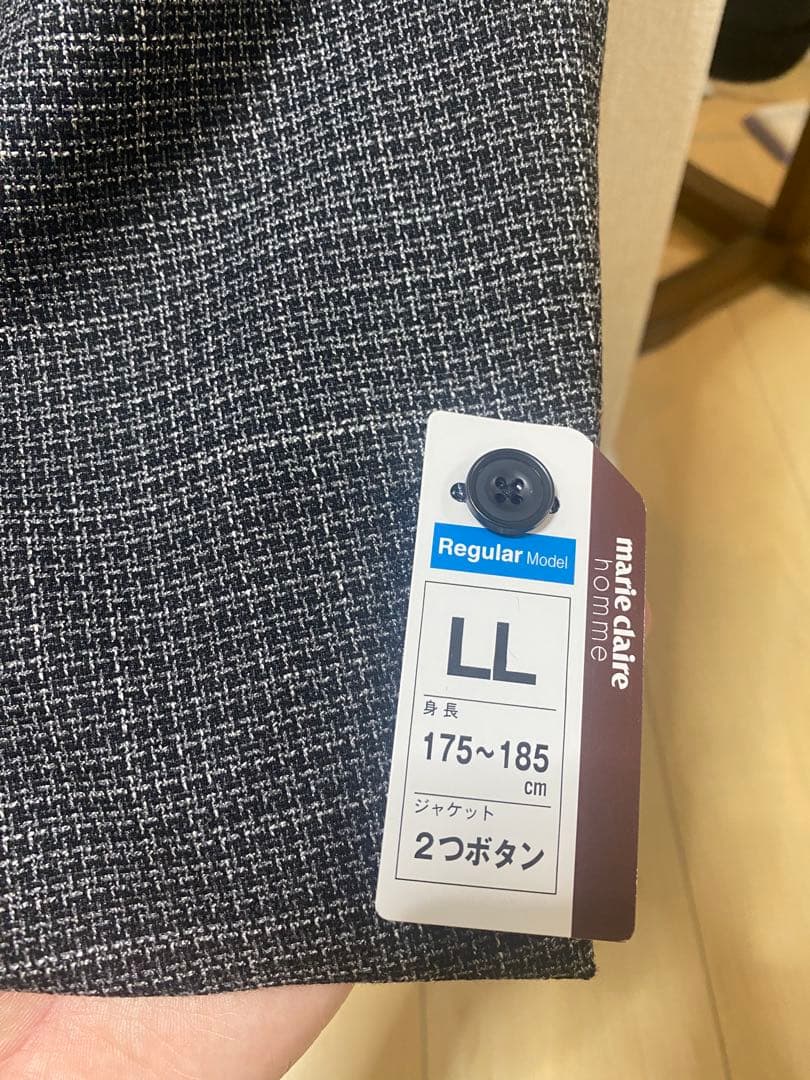 Regular Model
LL
身長
175~185
cm
ジャケット
2つボタン
marie claire
homme